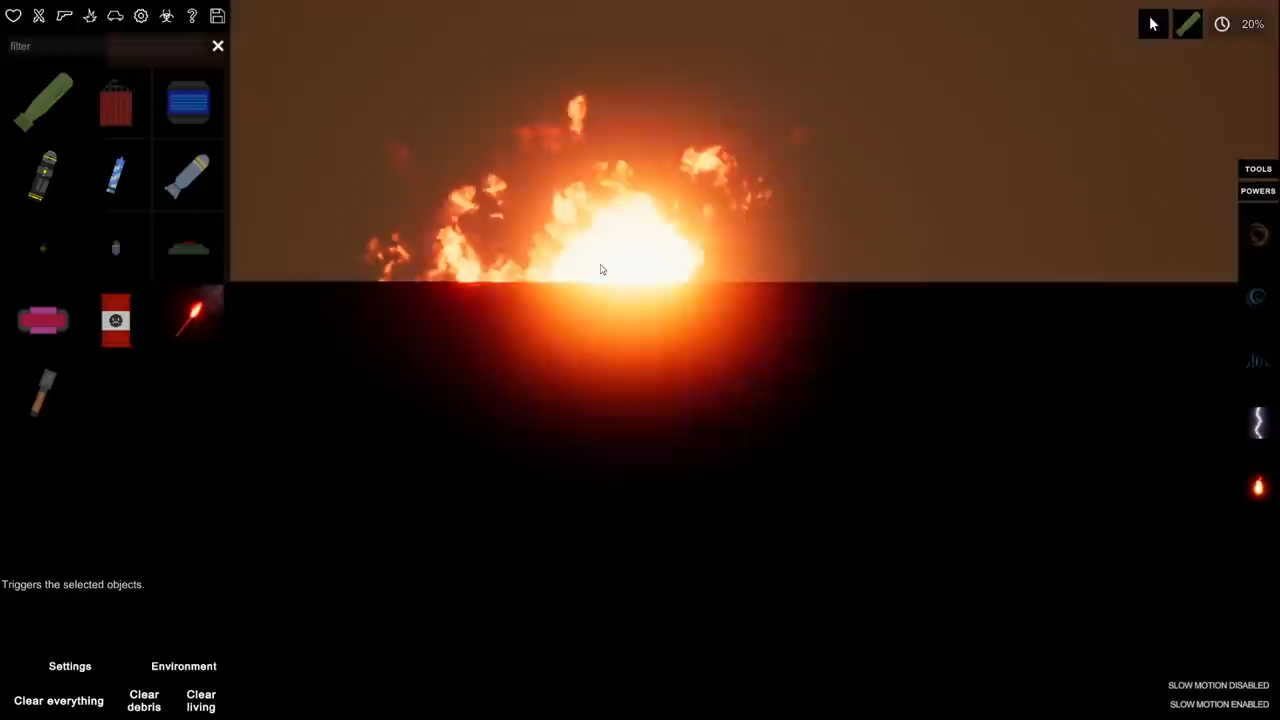 filter
20%
TOOLS
POWERS
Triggers the selected objects.
Settings
Environment
Clear everything
Clear debris
Clear living
SLOW MOTION DISABLED
SLOW MOTION ENABLED